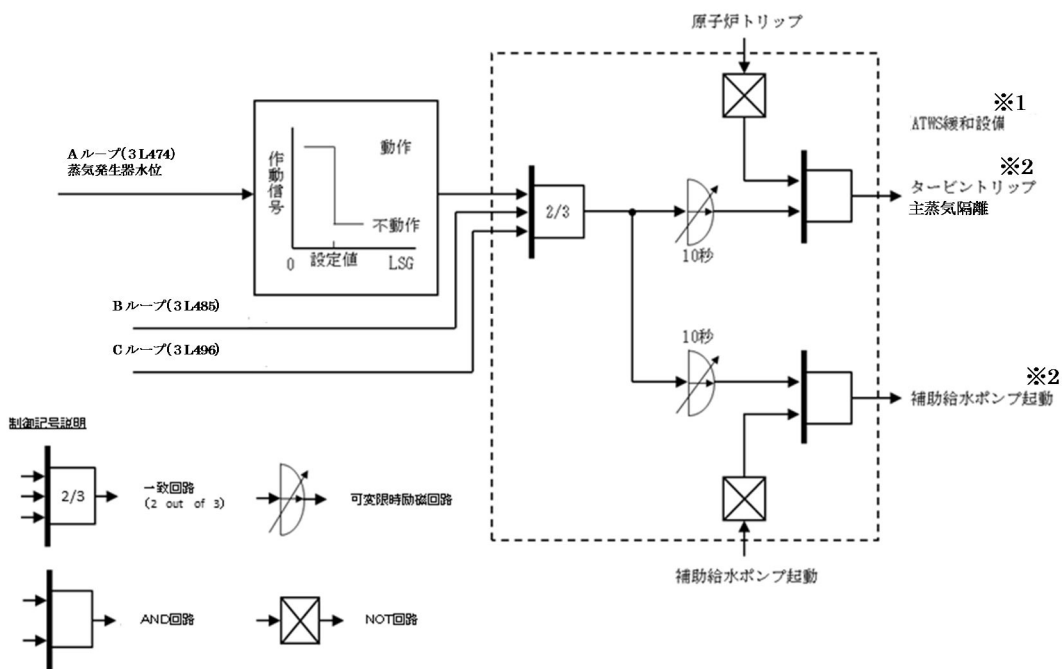 原子炉トリップ
※1
ATWS緩和設備
Aループ(3L474)
蒸気発生器水位
作動信号
動作
不動作
0
設定値
LSG
2/3
10秒
※2
タービントリップ
主蒸気隔離
Bループ(3L485)
Cループ(3L496)
10秒
※2
補助給水ポンプ起動
補助給水ポンプ起動
制御記号説明
2/3
一致回路
(2 out of 3)
可変限時励磁回路
AND回路
NOT回路